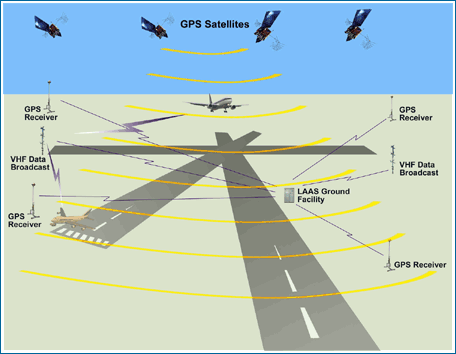 GPS Satellites
GPS
Receiver
GPS
Receiver
VHF Data
Broadcast
VHF Data
Broadcast
LAAS Ground
Facility
GPS
Receiver
GPS Receiver